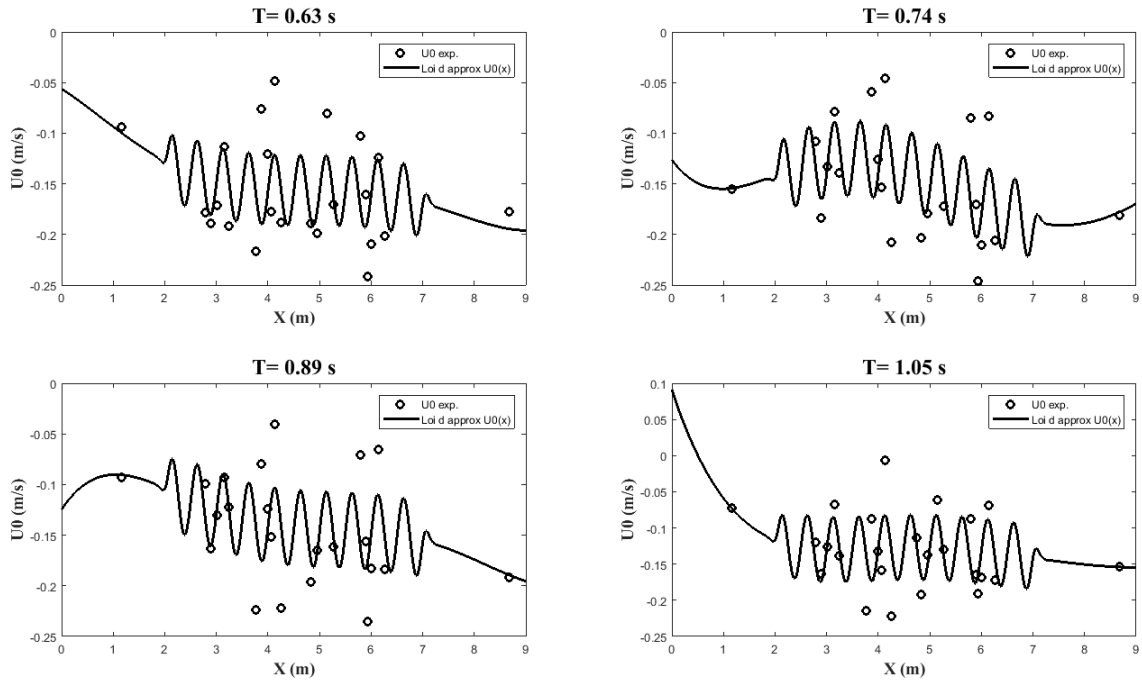 T= 0.63 s
U0 exp.
Loi d approx U0(x)
U0 (m/s)
0
-0.05
-0.1
-0.15
-0.2
-0.25
0 1 2 3 4 5 6 7 8 9
X (m)
T= 0.74 s
U0 exp.
Loi d approx U0(x)
U0 (m/s)
0
-0.05
-0.1
-0.15
-0.2
-0.25
0 1 2 3 4 5 6 7 8 9
X (m)
T= 0.89 s
U0 exp.
Loi d approx U0(x)
U0 (m/s)
0
-0.05
-0.1
-0.15
-0.2
-0.25
0 1 2 3 4 5 6 7 8 9
X (m)
T= 1.05 s
U0 exp.
Loi d approx U0(x)
U0 (m/s)
0.1
0.05
0
-0.05
-0.1
-0.15
-0.2
-0.25
0 1 2 3 4 5 6 7 8 9
X (m)